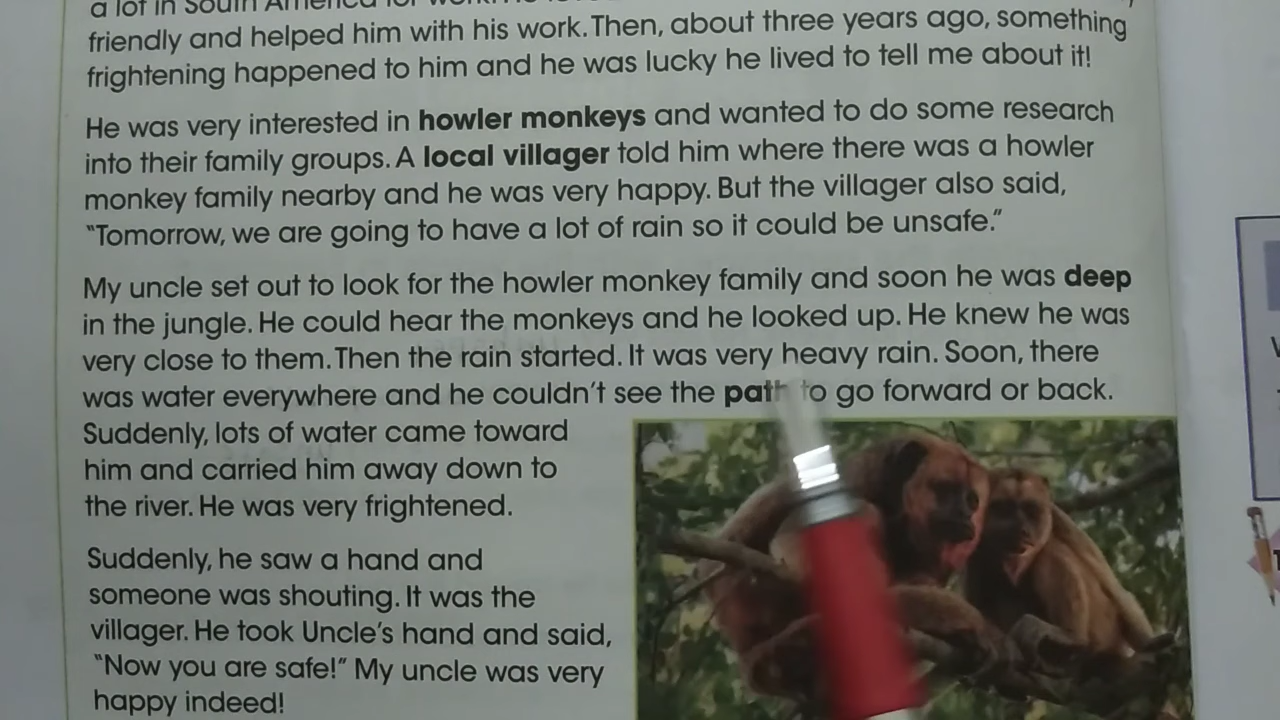 a lot in South America for work.
friendly and helped him with his work. Then, about three years ago, something
frightening happened to him and he was lucky he lived to tell me about it!
He was very interested in howler monkeys and wanted to do some research
into their family groups. A local villager told him where there was a howler
monkey family nearby and he was very happy. But the villager also said,
“Tomorrow, we are going to have a lot of rain so it could be unsafe.”
My uncle set out to look for the howler monkey family and soon he was deep
in the jungle. He could hear the monkeys and he looked up. He knew he was
very close to them. Then the rain started. It was very heavy rain. Soon, there
was water everywhere and he couldn’t see the path to go forward or back.
Suddenly, lots of water came toward
him and carried him away down to
the river. He was very frightened.
Suddenly, he saw a hand and
someone was shouting. It was the
villager. He took Uncle’s hand and said,
“Now you are safe!” My uncle was very
happy indeed!